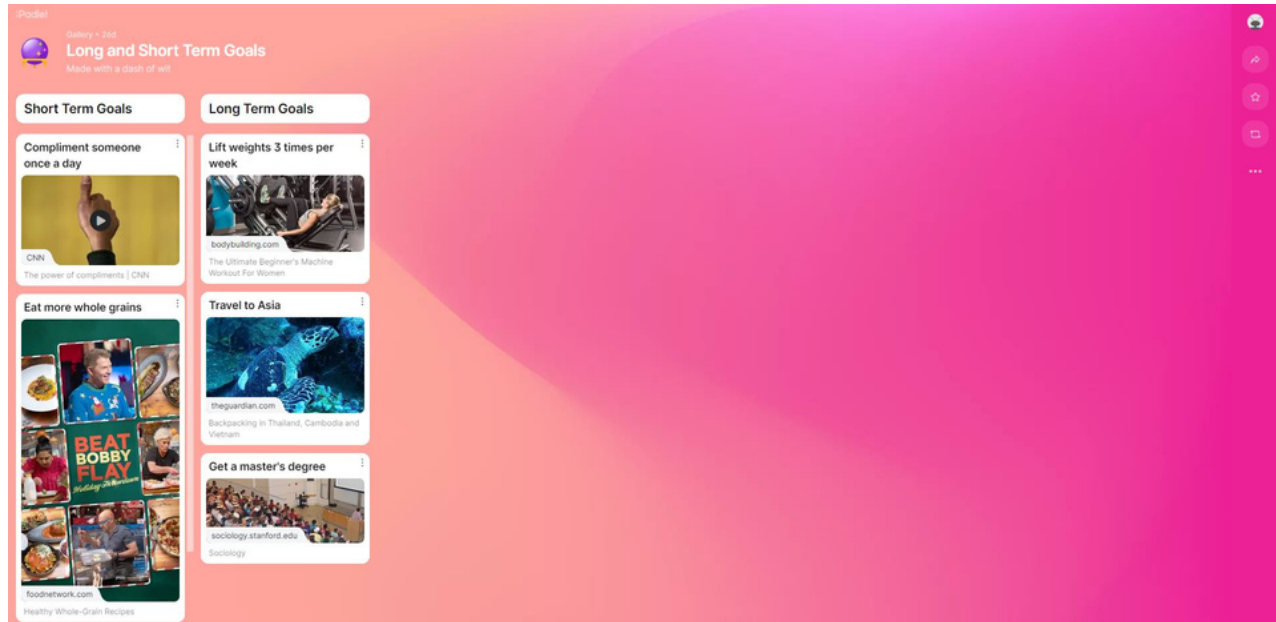 :Padlet
Gallery • 26d
Long and Short Term Goals
Made with a dash of wit
Short Term Goals
Compliment someone
once a day
CNN
The power of compliments | CNN
Eat more whole grains
BEAT
BOBBY
FLAY
Holiday Throwdown
foodnetwork.com
Healthy Whole-Grain Recipes
Long Term Goals
Lift weights 3 times per
week
bodybuilding.com
The Ultimate Beginner's Machine
Workout For Women
Travel to Asia
theguardian.com
Backpacking in Thailand, Cambodia and
Vietnam
Get a master's degree
sociology.stanford.edu
Sociology